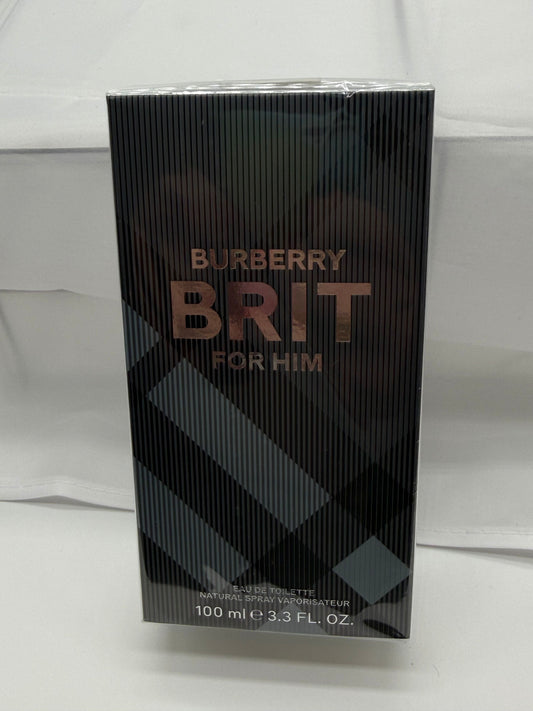 BURBERRY
BRIT
FOR HIM
EAU DE TOILETTE
NATURAL SPRAY VAPORISATEUR
100 ml ℮ 3.3 FL. OZ.